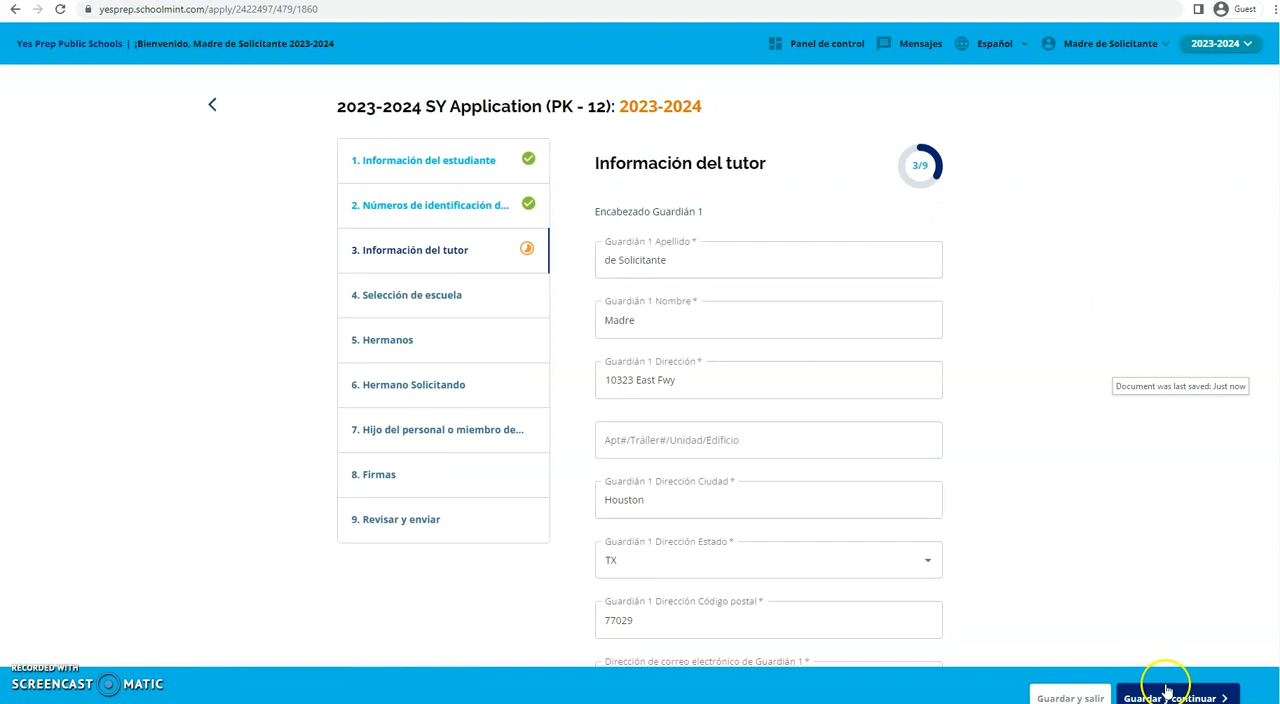 yesprep.schoolmint.com/apply/2422497/479/1860
Guest
Yes Prep Public Schools | ¡Bienvenido, Madre de Solicitante 2023-2024
Panel de control
Mensajes
Español
Madre de Solicitante
2023-2024
2023-2024 SY Application (PK - 12): 2023-2024
1. Información del estudiante
2. Números de identificación d...
3. Información del tutor
4. Selección de escuela
5. Hermanos
6. Hermano Solicitando
7. Hijo del personal o miembro de...
8. Firmas
9. Revisar y enviar
Información del tutor
3/9
Encabezado Guardián 1
Guardián 1 Apellido *
de Solicitante
Guardián 1 Nombre *
Madre
Guardián 1 Dirección *
10323 East Fwy
Apt#/Tráiler#/Unidad/Edificio
Guardián 1 Dirección Ciudad *
Houston
Guardián 1 Dirección Estado *
TX
Guardián 1 Dirección Código postal *
77029
Dirección de correo electrónico de Guardián 1 *
Document was last saved: Just now
RECORDED WITH
SCREENCAST MATIC
Guardar y salir
Guardar y continuar